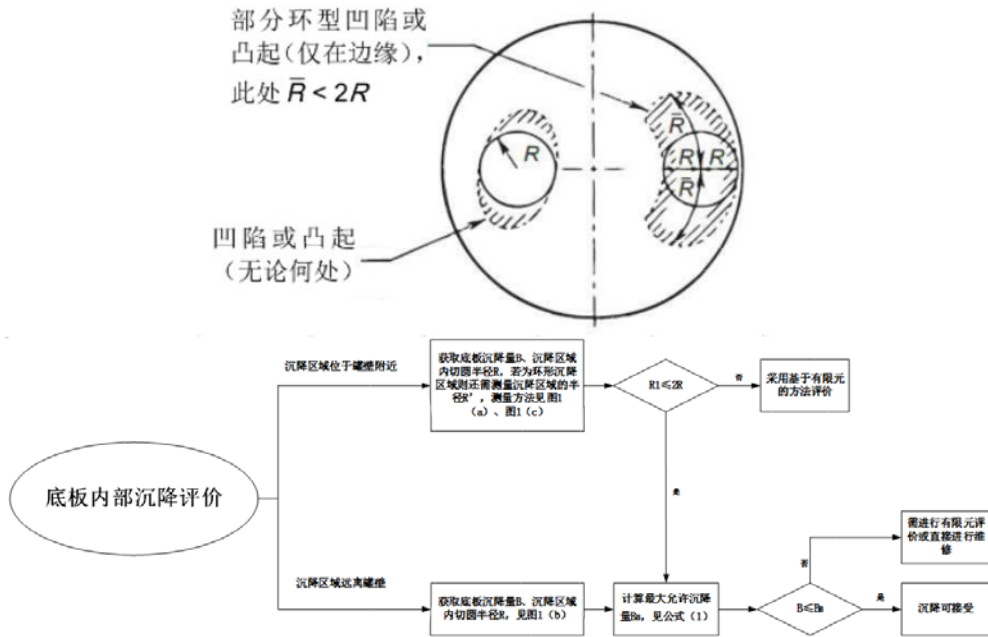 部分环型凹陷或
凸起(仅在边缘),
此处 R̅ < 2R
R̅
R
R
R
R̅
凹陷或凸起
(无论何处)
沉降区域位于罐壁附近
获取底板沉降量B、沉降区域
内切圆半径R，若为环形沉降
区域则还需测量沉降区域的半
径R'，测量方法见图1
（a）、图1（c）
R1≤2R
否
采用基于有限元
的方法评价
底板内部沉降评价
是
需进行有限元评
价或直接进行维
修
否
沉降区域远离罐壁
获取底板沉降量B、沉降区域
内切圆半径R，见图1（b）
计算最大允许沉降
量Bm，见公式（1）
B≤Bm
是
沉降可接受